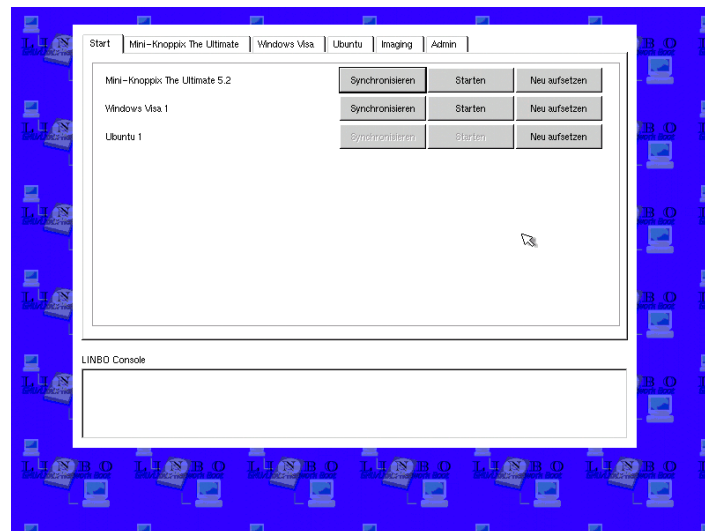 Start Mini-Knoppix The Ultimate Windows Visa Ubuntu Imaging Admin
Mini-Knoppix The Ultimate 5.2 Synchronisieren Starten Neu aufsetzen
Windows Visa 1 Synchronisieren Starten Neu aufsetzen
Ubuntu 1 Synchronisieren Starten Neu aufsetzen
LINBO Console
L I N B O L I N B O L I N B O L I N B O L I N B O